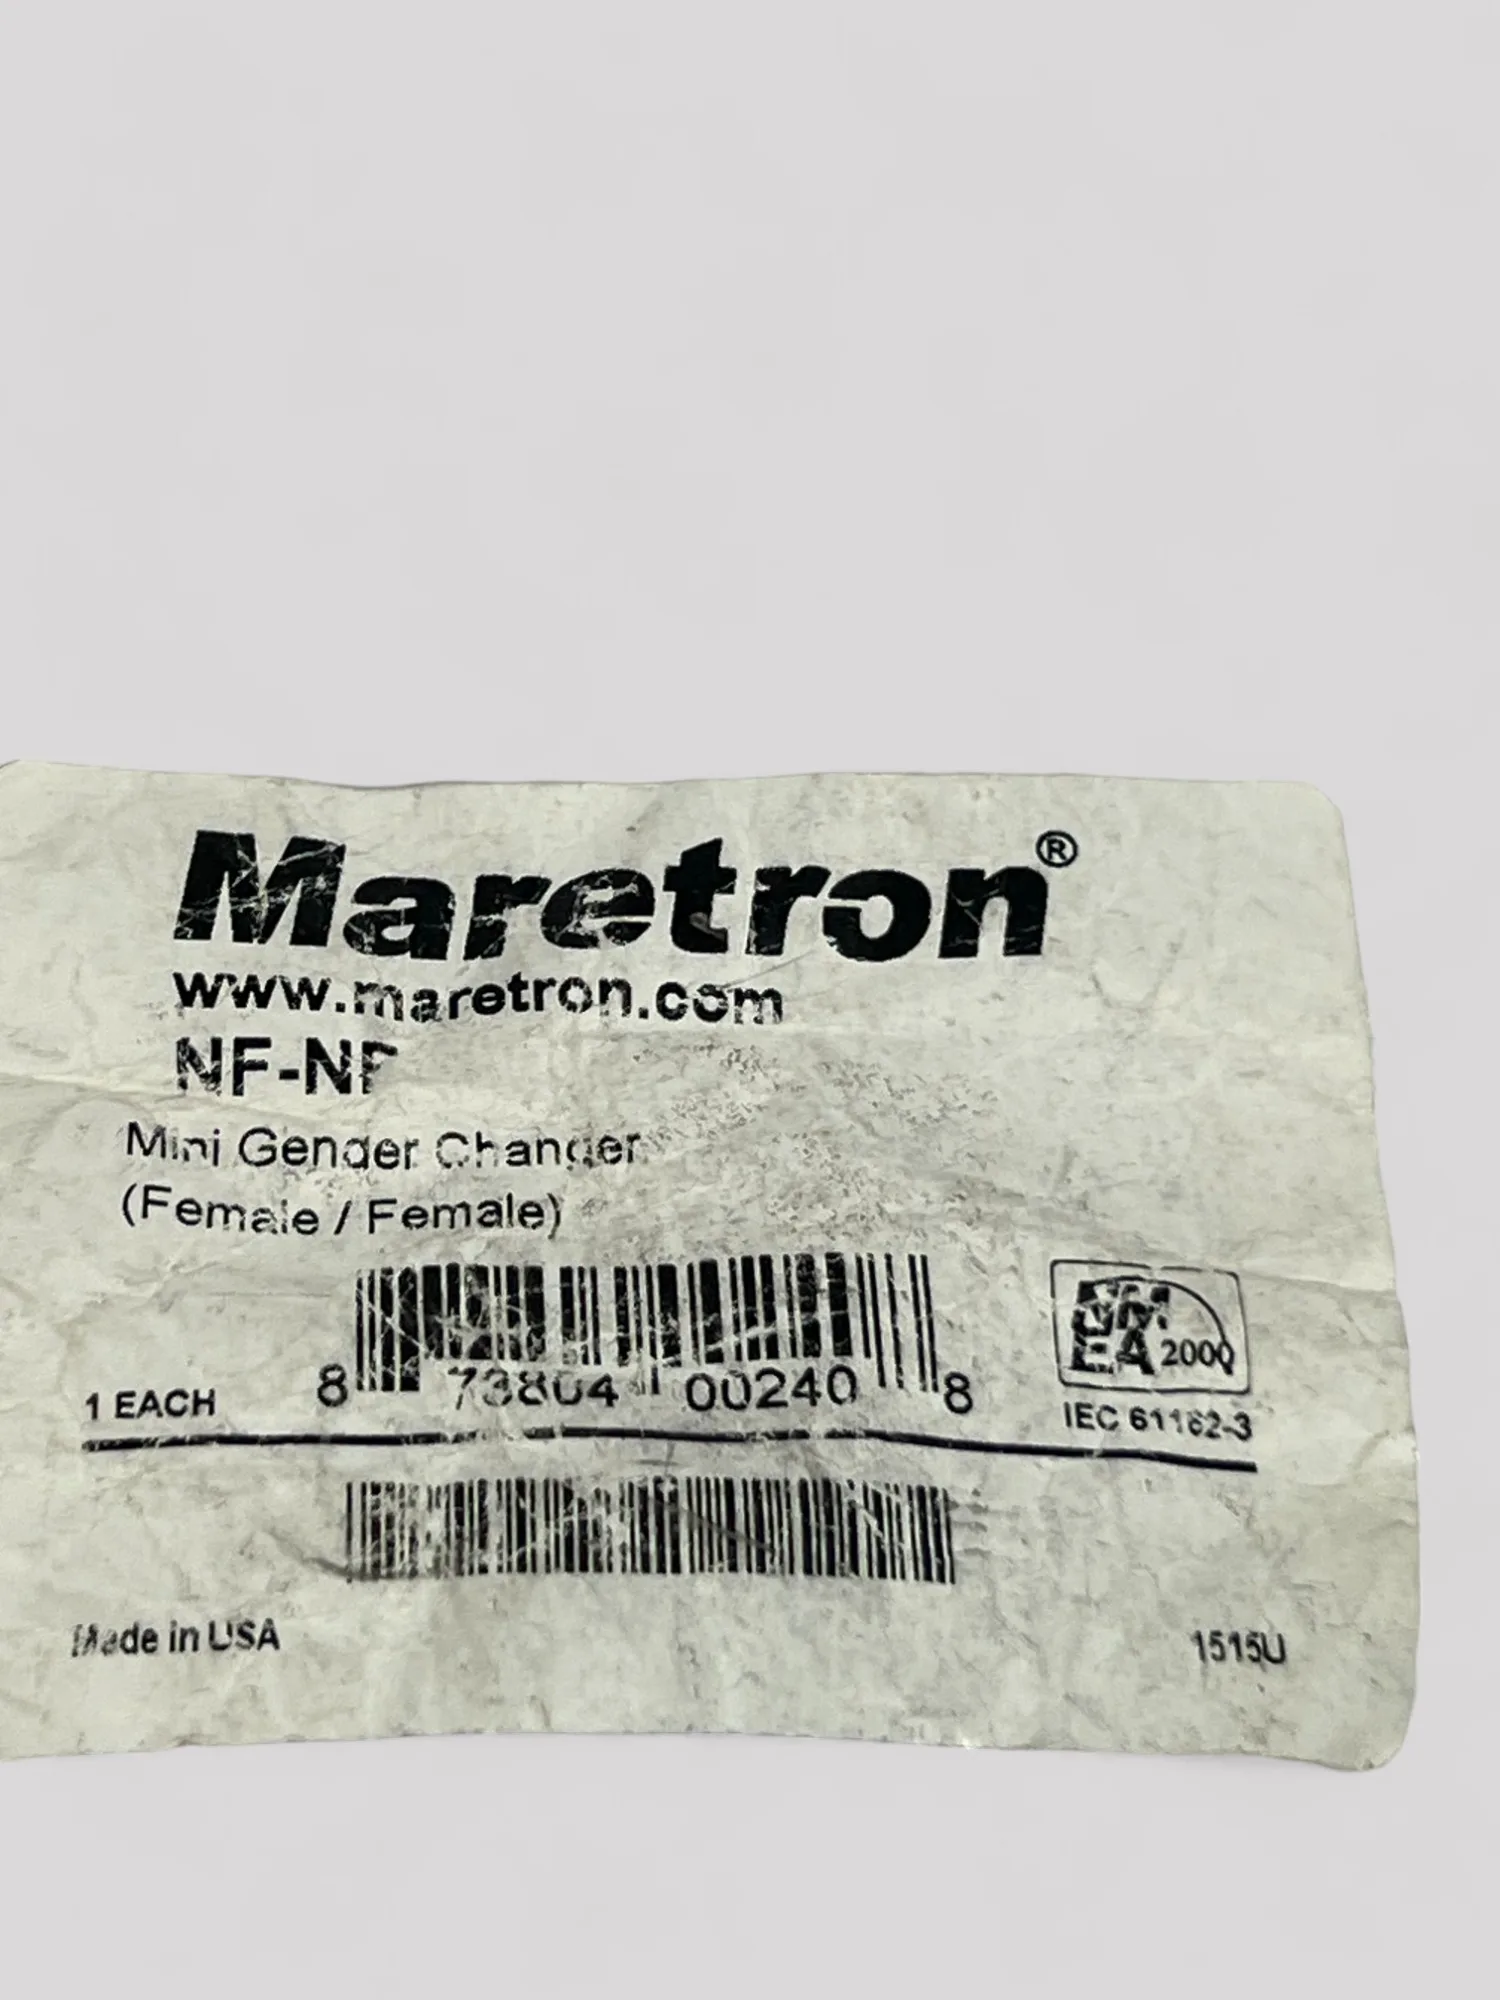 Maretron®
www.maretron.com
NF-NF
Mini Gender Changer
(Female / Female)
8 73804 00240 8
1 EACH
NMEA 2000
IEC 61162-3
Made in USA
1515U